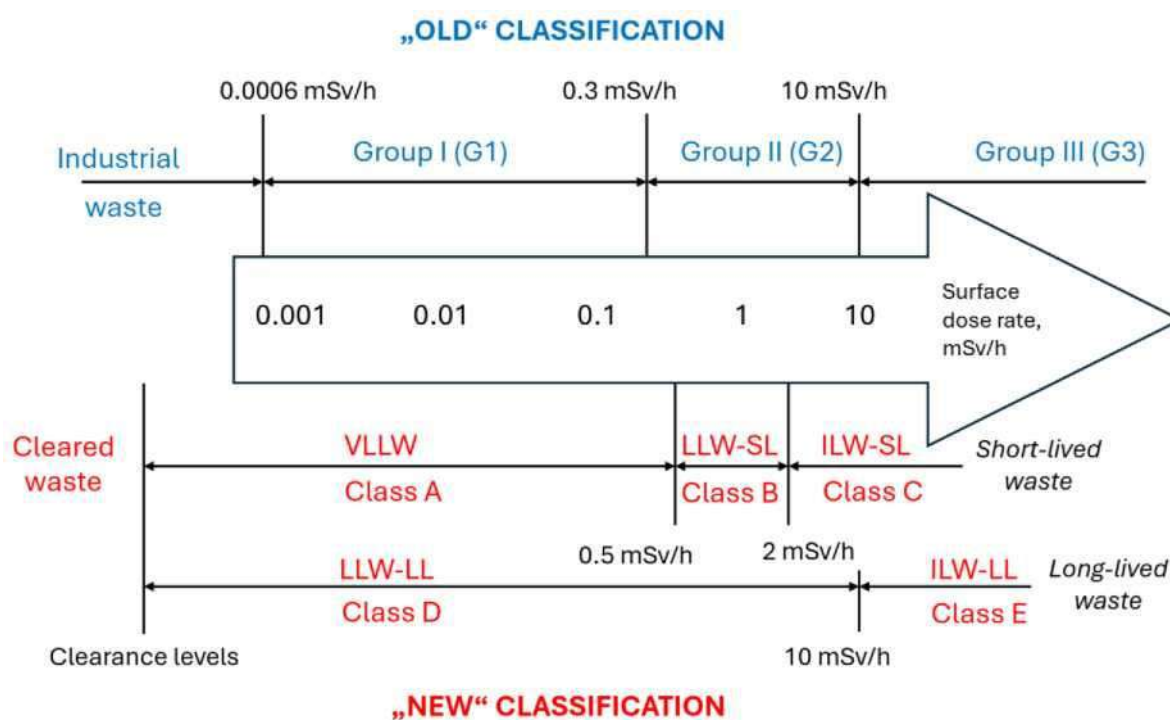 „OLD“ CLASSIFICATION
0.0006 mSv/h
0.3 mSv/h
10 mSv/h
Industrial
waste
Group I (G1)
Group II (G2)
Group III (G3)
0.001
0.01
0.1
1
10
Surface
dose rate,
mSv/h
Cleared
waste
VLLW
Class A
LLW-SL
Class B
ILW-SL
Class C
Short-lived
waste
0.5 mSv/h
2 mSv/h
LLW-LL
Class D
ILW-LL
Class E
Long-lived
waste
Clearance levels
10 mSv/h
„NEW“ CLASSIFICATION